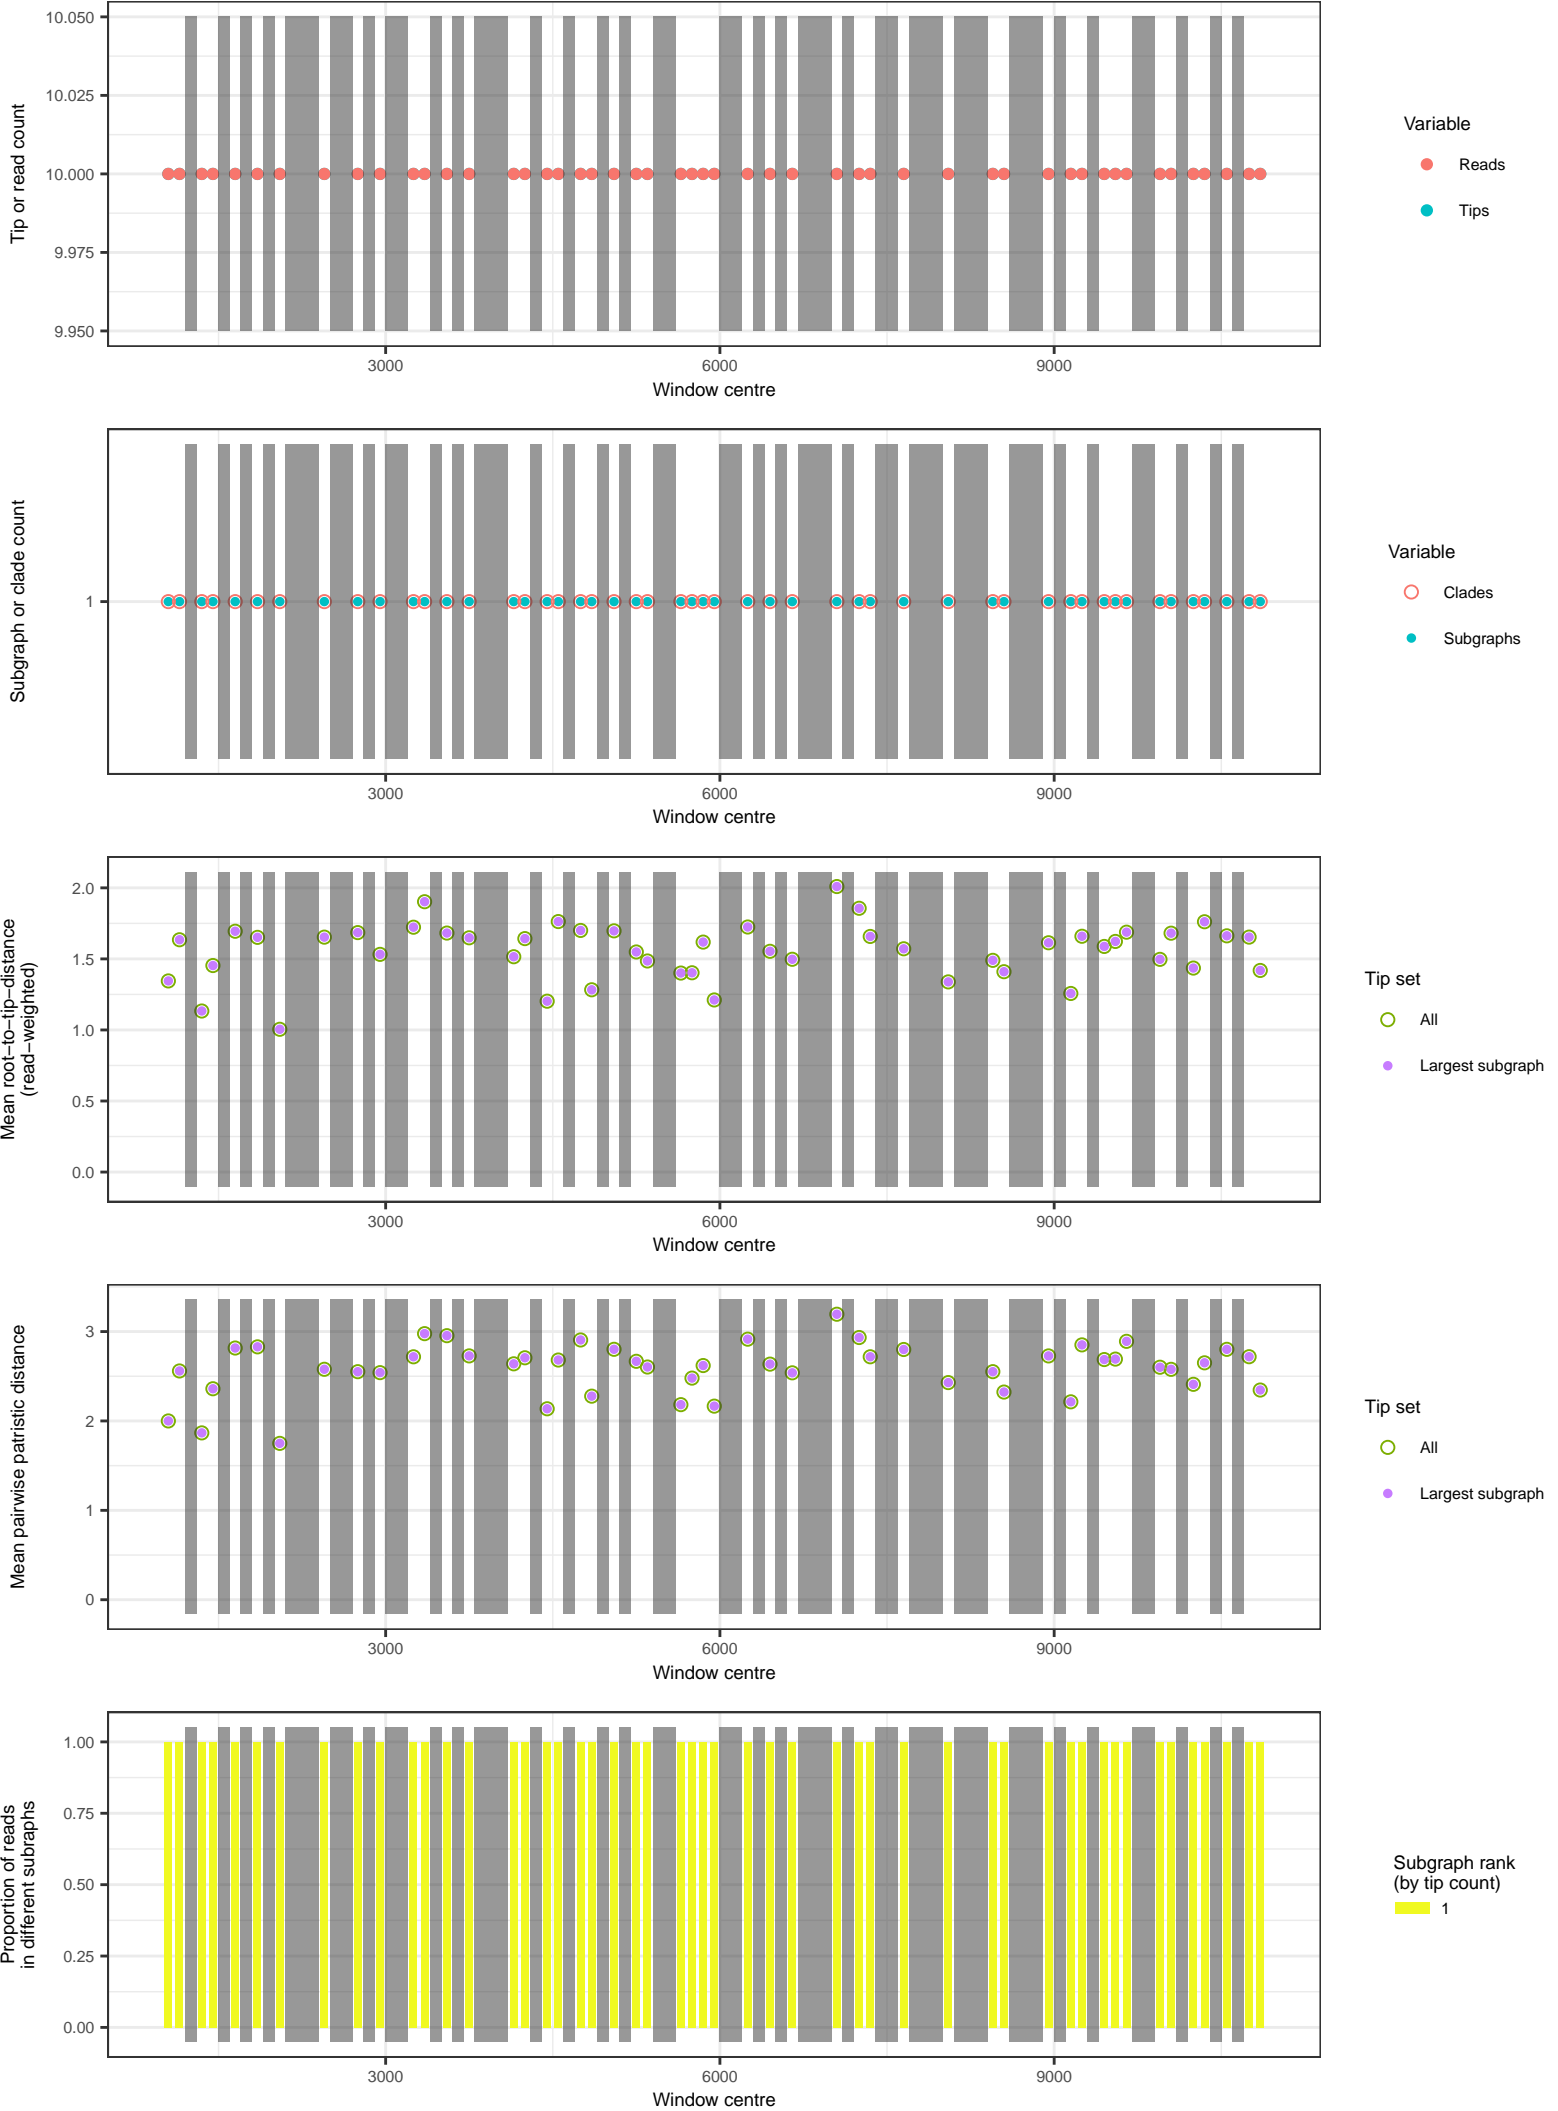 10.050
10.025
10.000
9.975
9.950
Tip or read count
3000 6000 9000
Window centre
Variable
Reads
Tips
1
Subgraph or clade count
3000 6000 9000
Window centre
Variable
Clades
Subgraphs
2.0
1.5
1.0
0.5
0.0
Mean root−to−tip−distance
(read−weighted)
3000 6000 9000
Window centre
Tip set
All
Largest subgraph
3
2
1
0
Mean pairwise patristic distance
3000 6000 9000
Window centre
Tip set
All
Largest subgraph
1.00
0.75
0.50
0.25
0.00
Proportion of reads
in different subraphs
3000 6000 9000
Window centre
Subgraph rank
(by tip count)
1